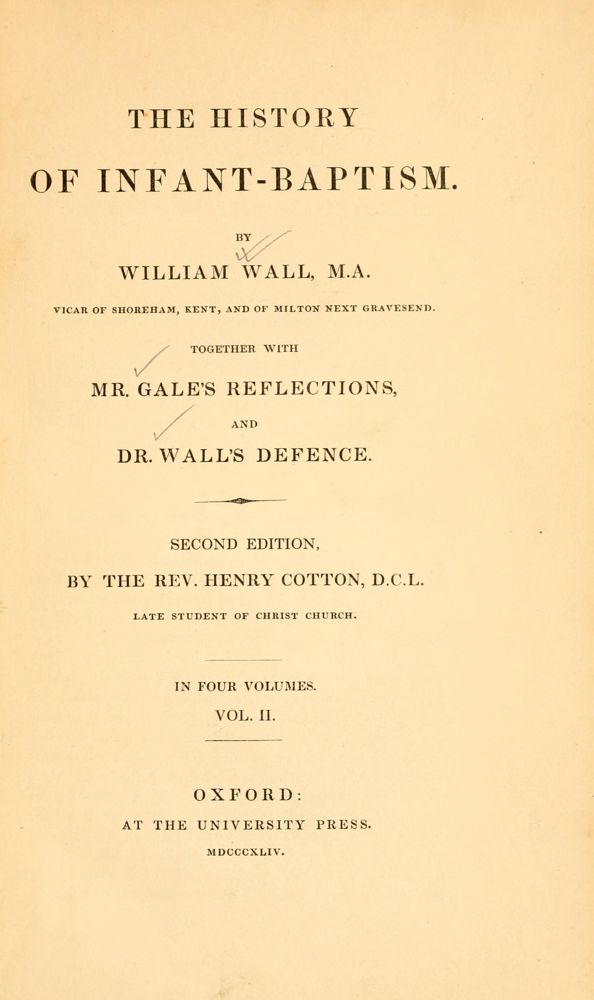 THE HISTORY
OF INFANT-BAPTISM.
BY
WILLIAM WALL, M.A.
VICAR OF SHOREHAM, KENT, AND OF MILTON NEXT GRAVESEND.
TOGETHER WITH
MR. GALE'S REFLECTIONS,
AND
DR. WALL'S DEFENCE.
SECOND EDITION,
BY THE REV. HENRY COTTON, D.C.L.
LATE STUDENT OF CHRIST CHURCH.
IN FOUR VOLUMES.
VOL. II.
OXFORD:
AT THE UNIVERSITY PRESS.
MDCCCXLIV.